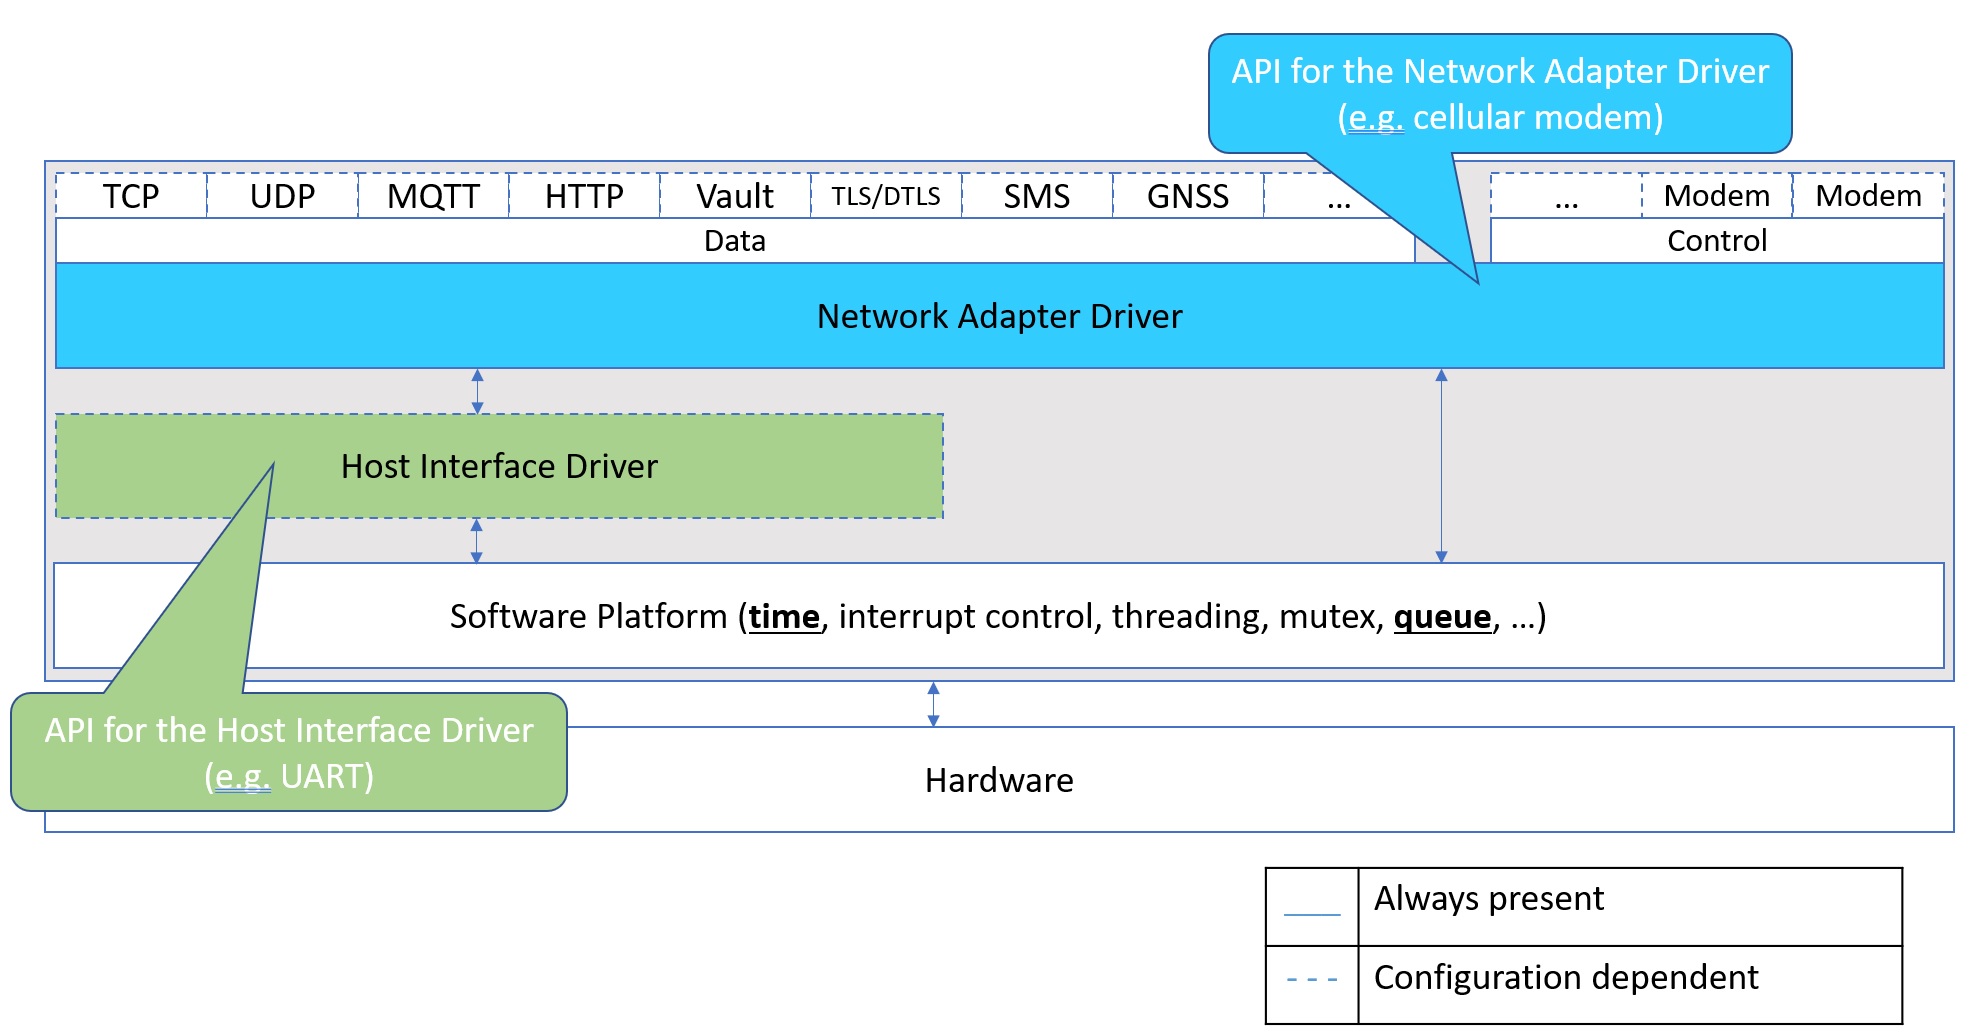 API for the Network Adapter Driver
(e.g. cellular modem)
TCP UDP MQTT HTTP Vault TLS/DTLS SMS GNSS ... ... Modem Modem
Data Control
Network Adapter Driver
Host Interface Driver
Software Platform (time, interrupt control, threading, mutex, queue, ...)
API for the Host Interface Driver
(e.g. UART)
Hardware
Always present
Configuration dependent